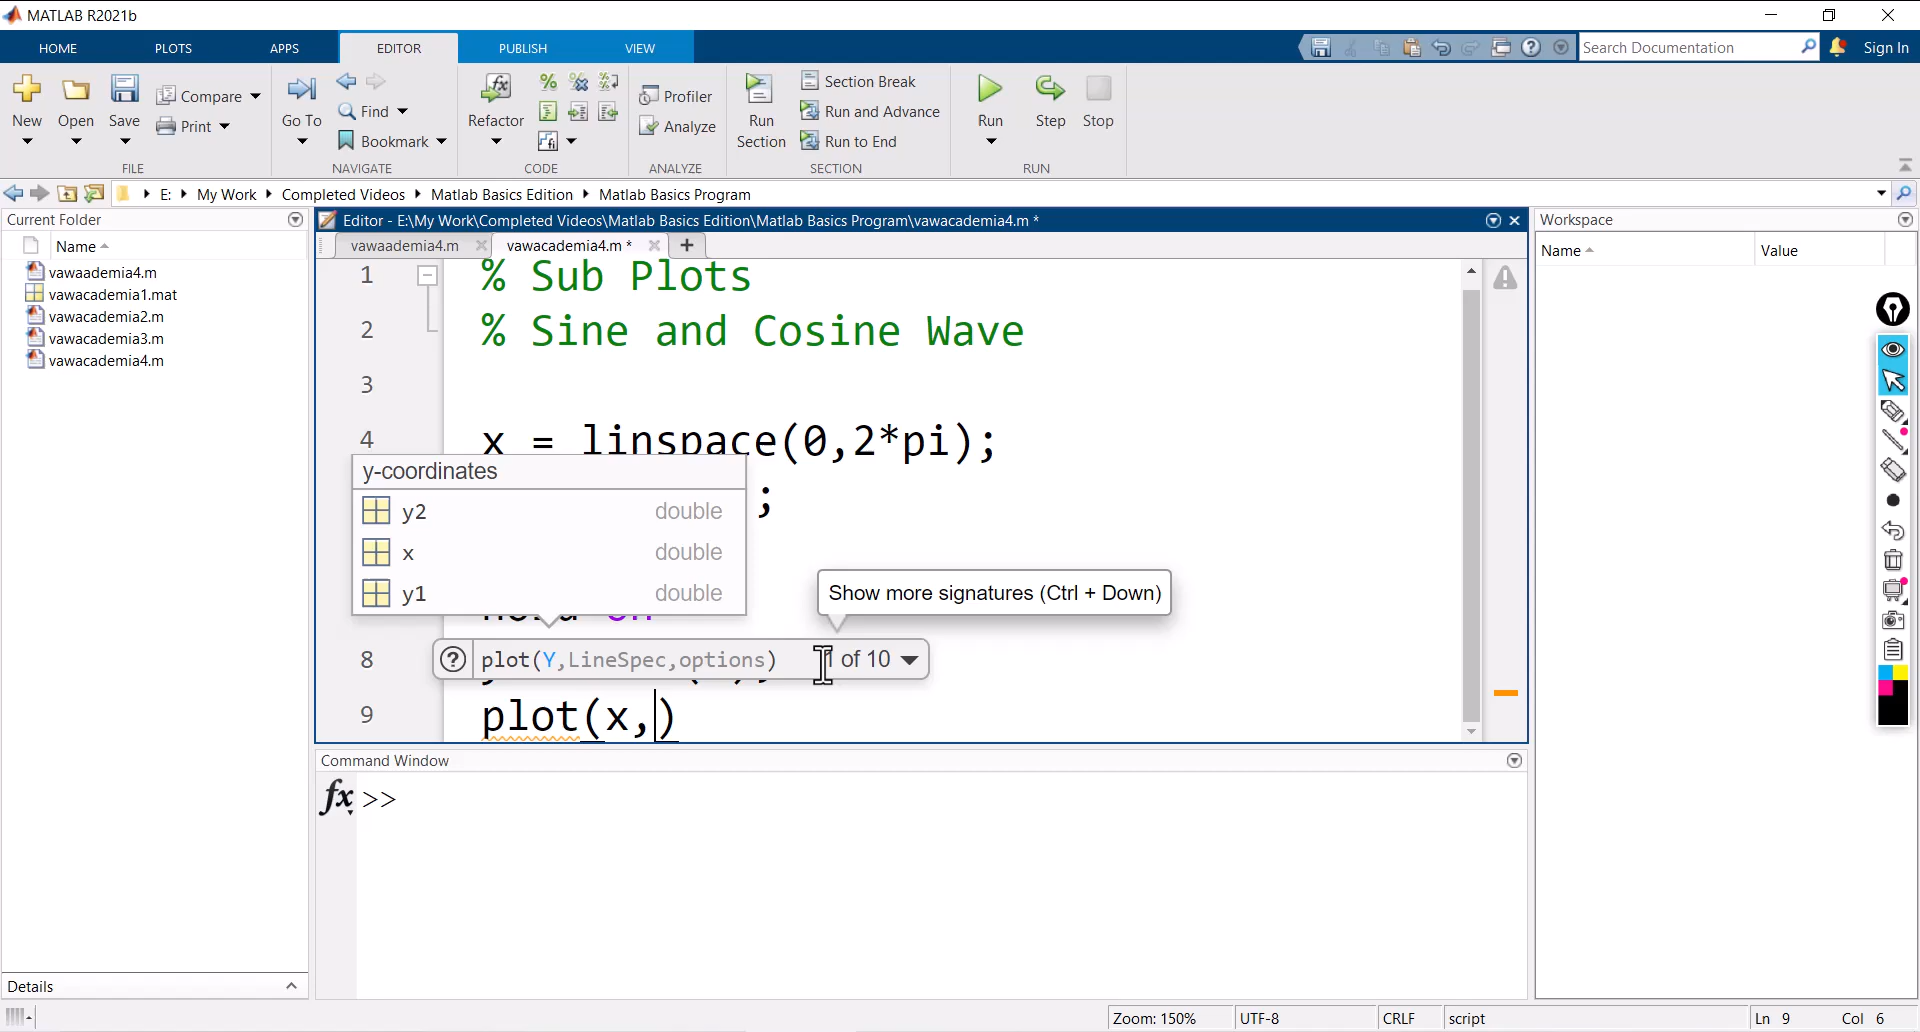 MATLAB R2021b
HOME PLOTS APPS EDITOR PUBLISH VIEW Search Documentation Sign In
New Open Save Compare Print FILE
Go To Find Bookmark NAVIGATE
Refactor CODE
Profiler Analyze ANALYZE
Run Section Section Break Run and Advance Run to End SECTION
Run Step Stop RUN
E: My Work Completed Videos Matlab Basics Edition Matlab Basics Program
Current Folder
Name
vawaademia4.m
vawacademia1.mat
vawacademia2.m
vawacademia3.m
vawacademia4.m
Details
Editor - E:\My Work\Completed Videos\Matlab Basics Edition\Matlab Basics Program\vawacademia4.m *
vawaademia4.m vawacademia4.m * +
1 % Sub Plots
2 % Sine and Cosine Wave
3
4 x = linspace(0,2*pi);
;
y-coordinates
y2 double
x double
y1 double
Show more signatures (Ctrl + Down)
8
plot(Y,LineSpec,options) 1 of 10
9 plot(x,)
Command Window
fx >>
Workspace
Name Value
Zoom: 150% UTF-8 CRLF script Ln 9 Col 6